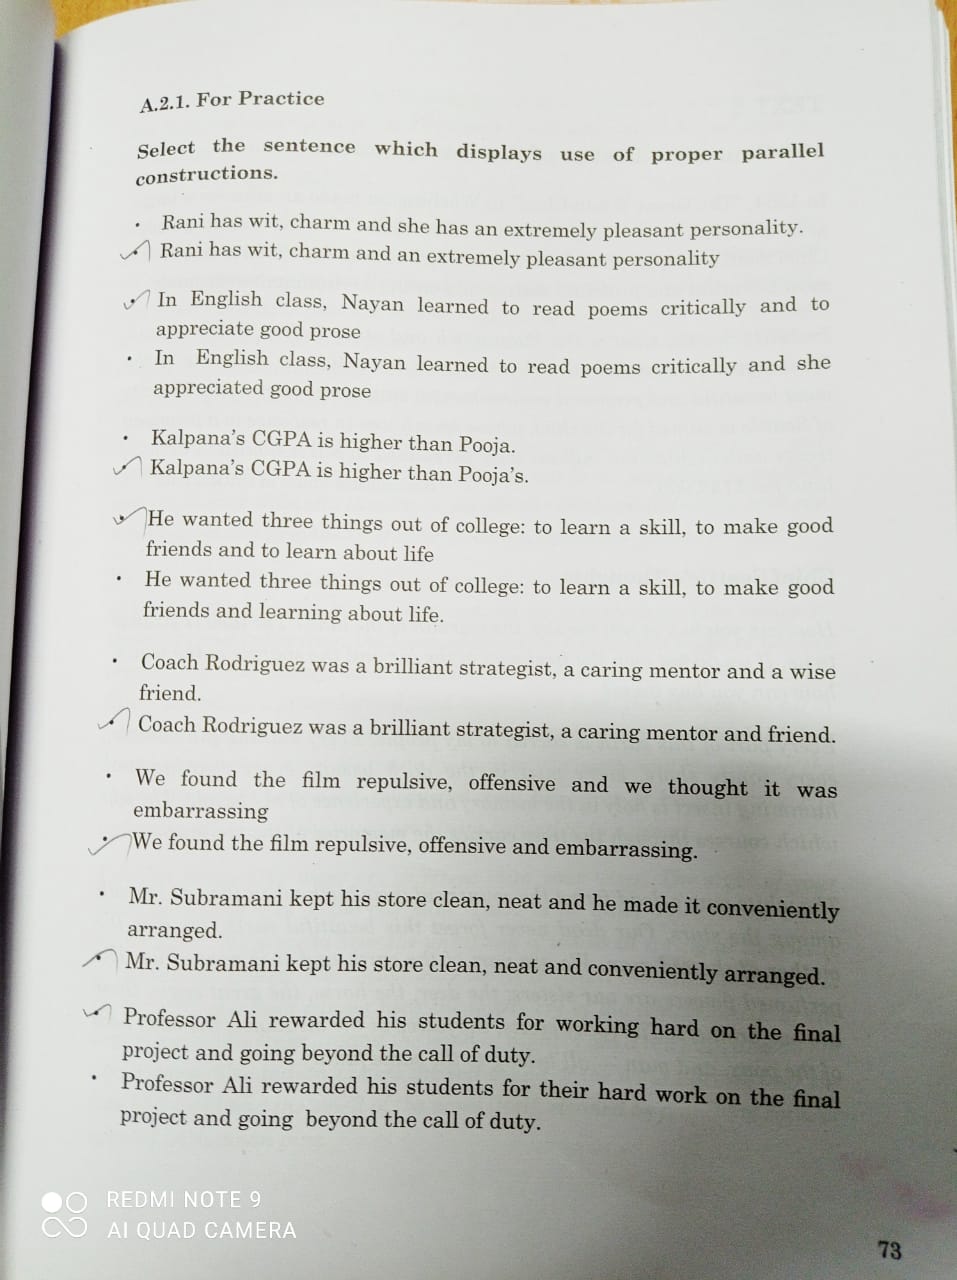 A.2.1. For Practice
Select the sentence which displays use of proper parallel
constructions.
· Rani has wit, charm and she has an extremely pleasant personality.
· Rani has wit, charm and an extremely pleasant personality
· In English class, Nayan learned to read poems critically and to
appreciate good prose
· In English class, Nayan learned to read poems critically and she
appreciated good prose
· Kalpana's CGPA is higher than Pooja.
· Kalpana's CGPA is higher than Pooja's.
· He wanted three things out of college: to learn a skill, to make good
friends and to learn about life
· He wanted three things out of college: to learn a skill, to make good
friends and learning about life.
· Coach Rodriguez was a brilliant strategist, a caring mentor and a wise
friend.
· Coach Rodriguez was a brilliant strategist, a caring mentor and friend.
· We found the film repulsive, offensive and we thought it was
embarrassing
· We found the film repulsive, offensive and embarrassing.
· Mr. Subramani kept his store clean, neat and he made it conveniently
arranged.
· Mr. Subramani kept his store clean, neat and conveniently arranged.
· Professor Ali rewarded his students for working hard on the final
project and going beyond the call of duty.
· Professor Ali rewarded his students for their hard work on the final
project and going beyond the call of duty.
REDMI NOTE 9
AI QUAD CAMERA
73